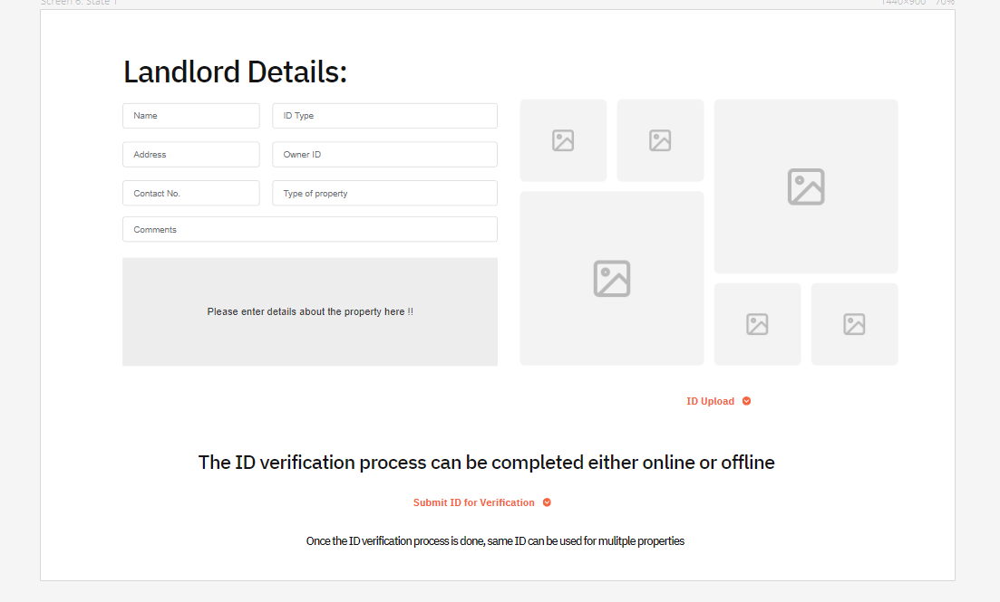 Screen 6: State 1
1440×900 70%
Landlord Details:
Name
ID Type
Address
Owner ID
Contact No.
Type of property
Comments
Please enter details about the property here !!
ID Upload
The ID verification process can be completed either online or offline
Submit ID for Verification
Once the ID verification process is done, same ID can be used for mulitple properties